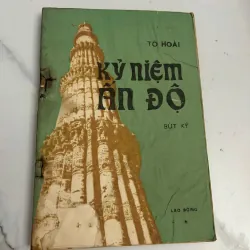 TÔ HOÀI
KỶ NIỆM
ẤN ĐỘ
BÚT KÝ
LAO ĐỘNG